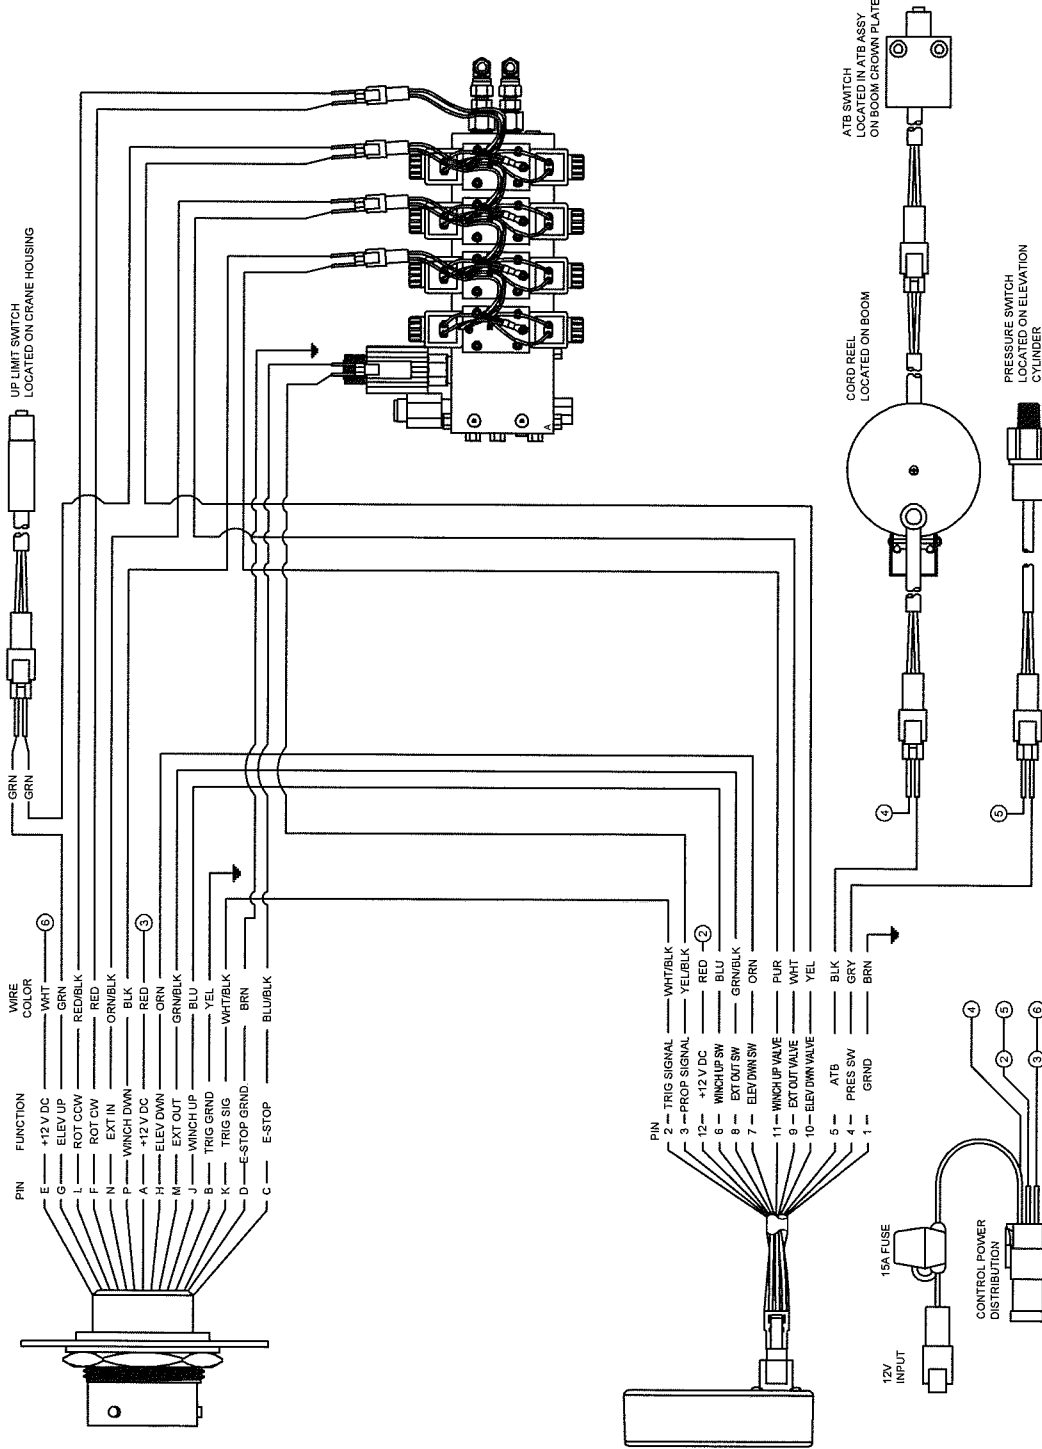 UP LIMIT SWITCH
LOCATED ON CRANE HOUSING
GRN
GRN
PIN FUNCTION WIRE COLOR
E +12 V DC WHT 6
G ELEV UP GRN
L ROT CCW RED/BLK
F ROT CW RED
N EXT IN ORN/BLK
P WINCH DWN BLK
A +12 V DC RED 3
H ELEV DWN ORN
M EXT OUT GRN/BLK
J WINCH UP BLU
B TRIG GRND YEL
K TRIG SIG WHT/BLK
D E-STOP GRND. BRN
C E-STOP BLU/BLK
A
PIN
2 TRIG SIGNAL WHT/BLK
3 PROP SIGNAL YEL/BLK
12 +12 V DC RED 2
6 WINCH UP SW BLU
8 EXT OUT SW GRN/BLK
7 ELEV DWN SW ORN
11 WINCH UP VALVE PUR
9 EXT OUT VALVE WHT
10 ELEV DWN VALVE YEL
5 ATB BLK
4 PRES SW GRY
1 GRND BRN
ATB SWITCH
LOCATED IN ATB ASSY
ON BOOM CROWN PLATE
CORD REEL
LOCATED ON BOOM
4
PRESSURE SWITCH
LOCATED ON ELEVATION
CYLINDER
5
12V
INPUT
15A FUSE
CONTROL POWER
DISTRIBUTION
4
2 5
3 6